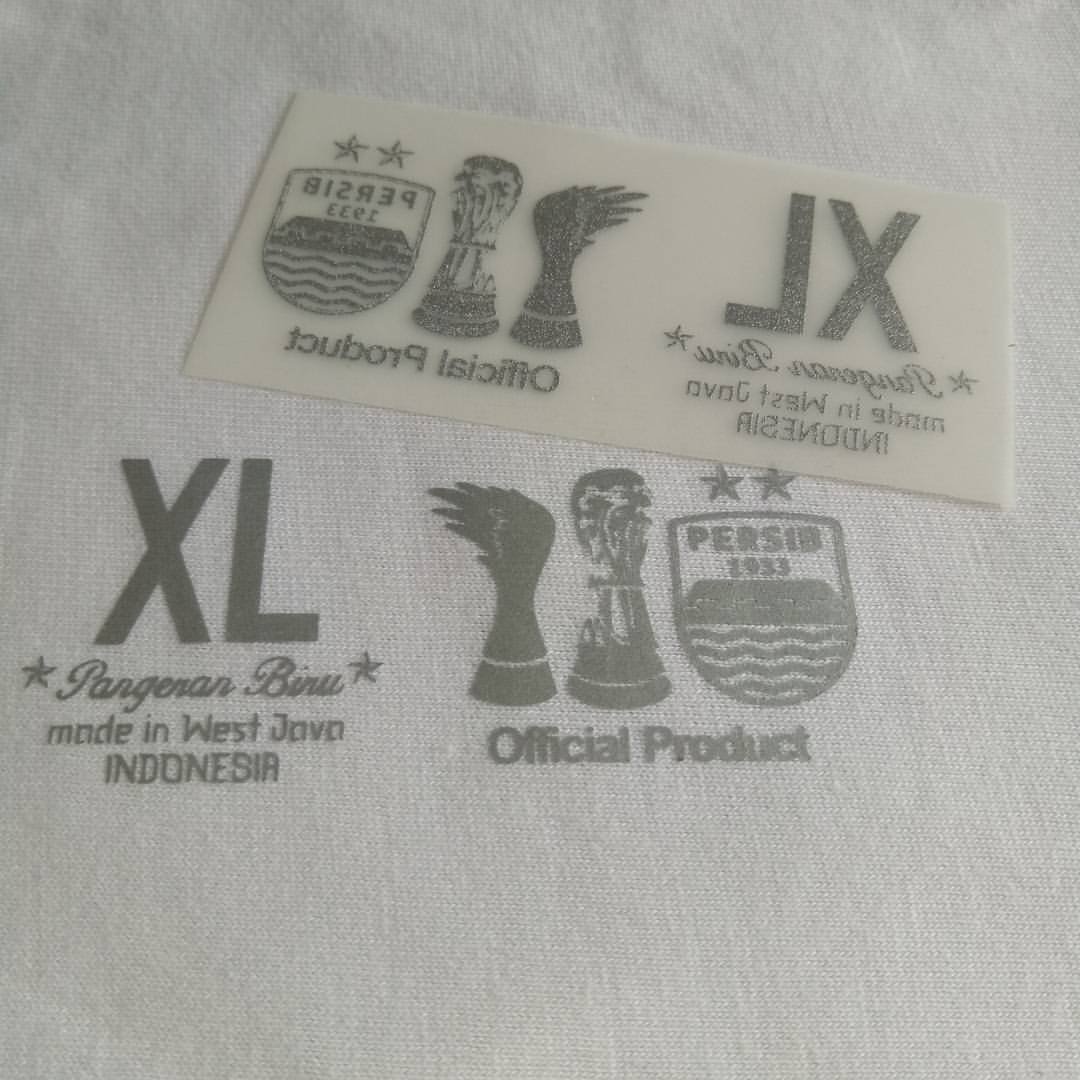 PERSIB
1933
Official Product
XL
Pangeran Biru
made in West Java
INDONESIA
XL
Pangeran Biru
made in West Java
INDONESIA
PERSIB
1933
Official Product